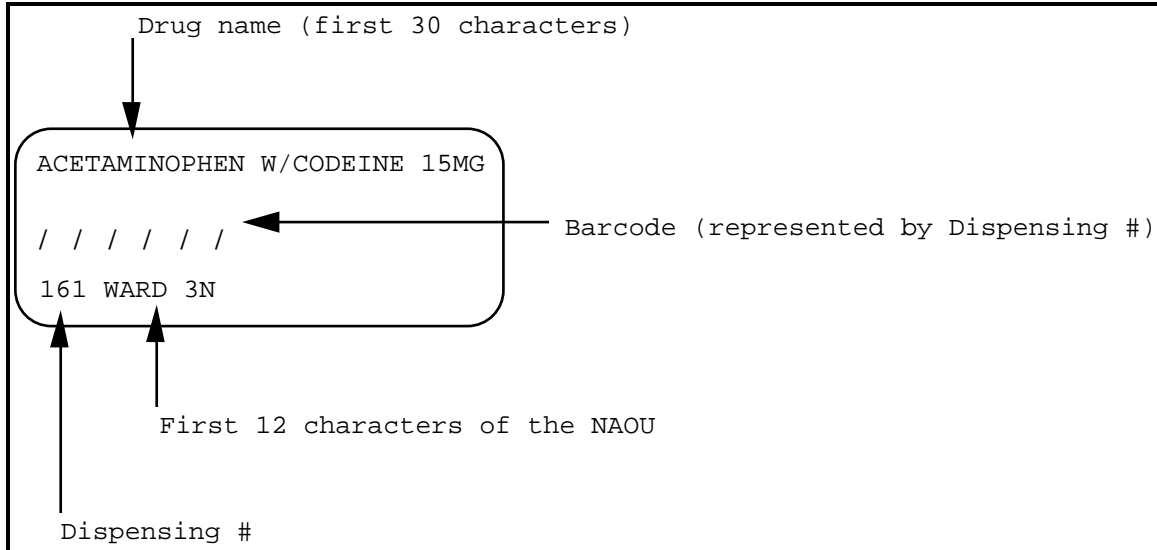 Drug name (first 30 characters)
ACETAMINOPHEN W/CODEINE 15MG
/ / / / / /
Barcode (represented by Dispensing #)
161 WARD 3N
First 12 characters of the NAOU
Dispensing #